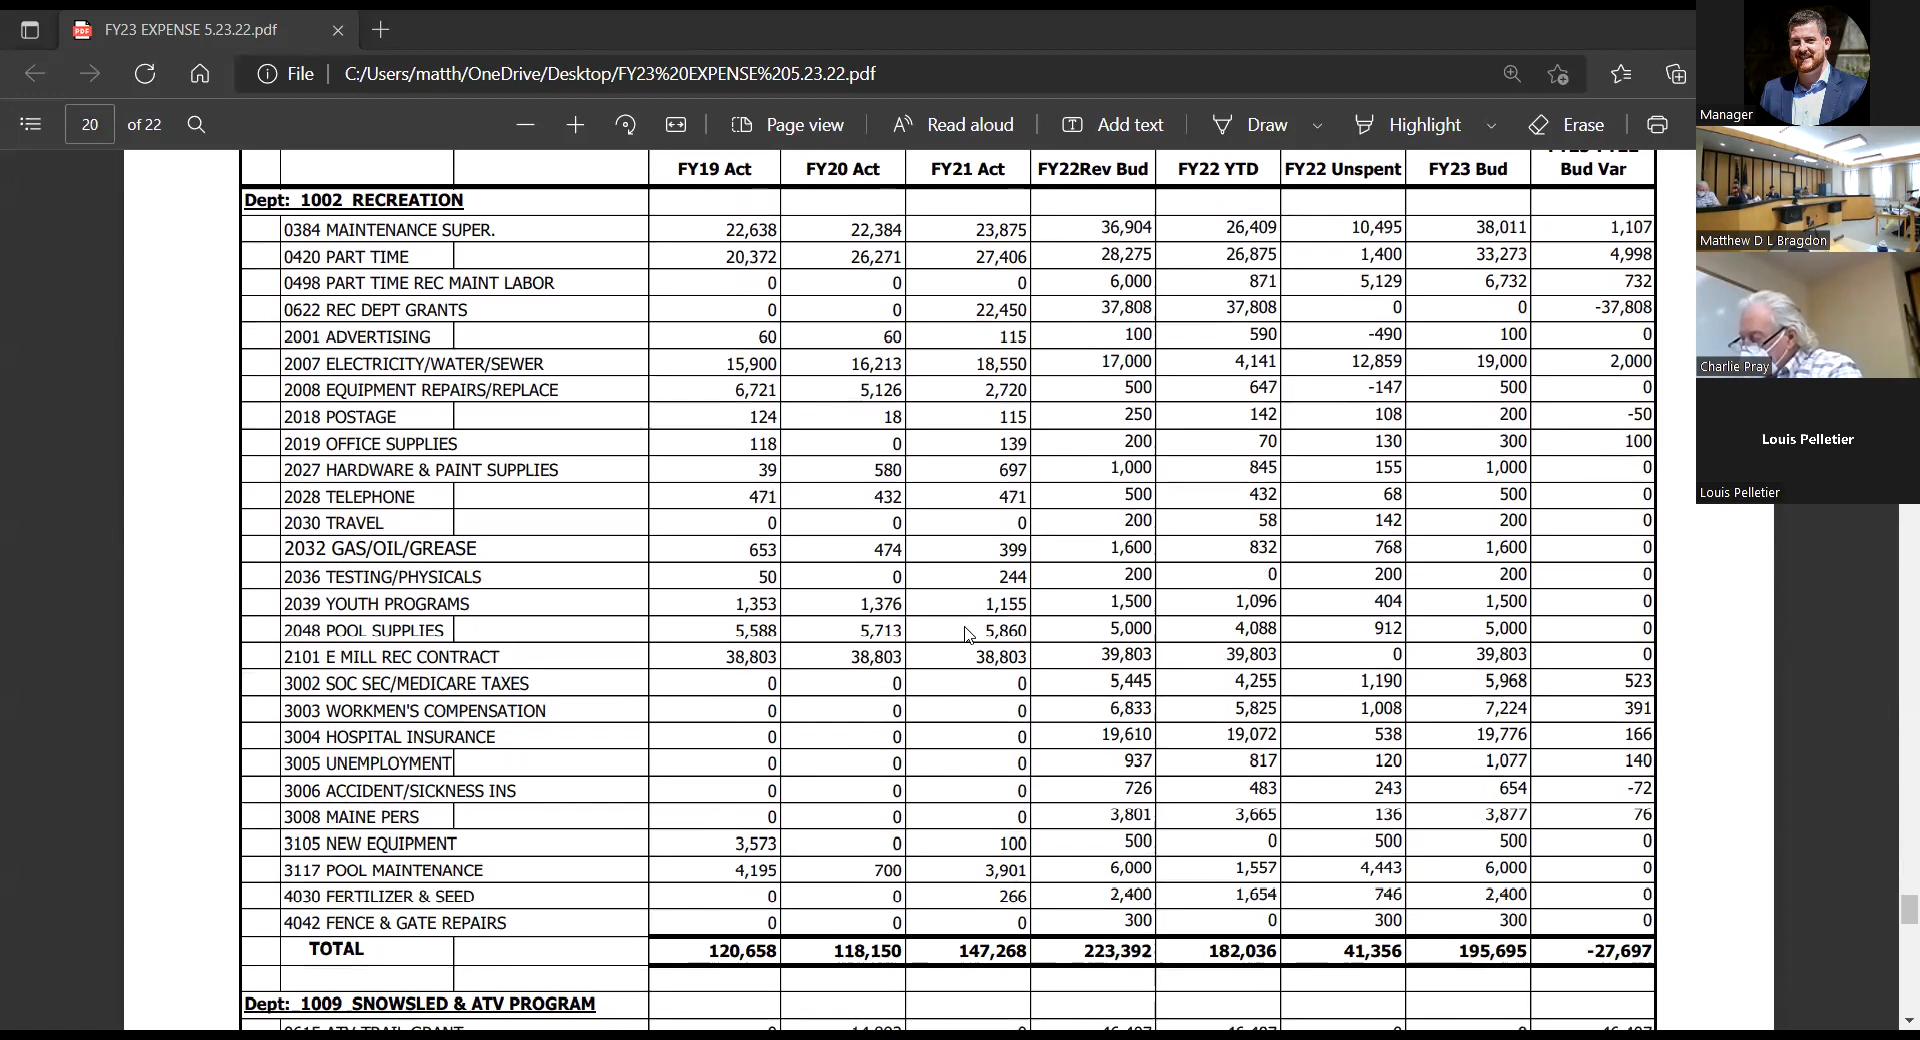 FY23 EXPENSE 5.23.22.pdf
File C:/Users/matth/OneDrive/Desktop/FY23%20EXPENSE%205.23.22.pdf
20 of 22 Page view Read aloud Add text Draw Highlight Erase
Manager
Matthew D L Bragdon
Charlie Pray
Louis Pelletier
Louis Pelletier
FY19 Act FY20 Act FY21 Act FY22Rev Bud FY22 YTD FY22 Unspent FY23 Bud Bud Var
Dept: 1002 RECREATION
0384 MAINTENANCE SUPER. 22,638 22,384 23,875 36,904 26,409 10,495 38,011 1,107
0420 PART TIME 20,372 26,271 27,406 28,275 26,875 1,400 33,273 4,998
0498 PART TIME REC MAINT LABOR 0 0 0 6,000 871 5,129 6,732 732
0622 REC DEPT GRANTS 0 0 22,450 37,808 37,808 0 0 -37,808
2001 ADVERTISING 60 60 115 100 590 -490 100 0
2007 ELECTRICITY/WATER/SEWER 15,900 16,213 18,550 17,000 4,141 12,859 19,000 2,000
2008 EQUIPMENT REPAIRS/REPLACE 6,721 5,126 2,720 500 647 -147 500 0
2018 POSTAGE 124 18 115 250 142 108 200 -50
2019 OFFICE SUPPLIES 118 0 139 200 70 130 300 100
2027 HARDWARE & PAINT SUPPLIES 39 580 697 1,000 845 155 1,000 0
2028 TELEPHONE 471 432 471 500 432 68 500 0
2030 TRAVEL 0 0 0 200 58 142 200 0
2032 GAS/OIL/GREASE 653 474 399 1,600 832 768 1,600 0
2036 TESTING/PHYSICALS 50 0 244 200 0 200 200 0
2039 YOUTH PROGRAMS 1,353 1,376 1,155 1,500 1,096 404 1,500 0
2048 POOL SUPPLIES 5,588 5,713 5,860 5,000 4,088 912 5,000 0
2101 E MILL REC CONTRACT 38,803 38,803 38,803 39,803 39,803 0 39,803 0
3002 SOC SEC/MEDICARE TAXES 0 0 0 5,445 4,255 1,190 5,968 523
3003 WORKMEN'S COMPENSATION 0 0 0 6,833 5,825 1,008 7,224 391
3004 HOSPITAL INSURANCE 0 0 0 19,610 19,072 538 19,776 166
3005 UNEMPLOYMENT 0 0 0 937 817 120 1,077 140
3006 ACCIDENT/SICKNESS INS 0 0 0 726 483 243 654 -72
3008 MAINE PERS 0 0 0 3,801 3,665 136 3,877 76
3105 NEW EQUIPMENT 3,573 0 100 500 0 500 500 0
3117 POOL MAINTENANCE 4,195 700 3,901 6,000 1,557 4,443 6,000 0
4030 FERTILIZER & SEED 0 0 266 2,400 1,654 746 2,400 0
4042 FENCE & GATE REPAIRS 0 0 0 300 0 300 300 0
TOTAL 120,658 118,150 147,268 223,392 182,036 41,356 195,695 -27,697
Dept: 1009 SNOWSLED & ATV PROGRAM